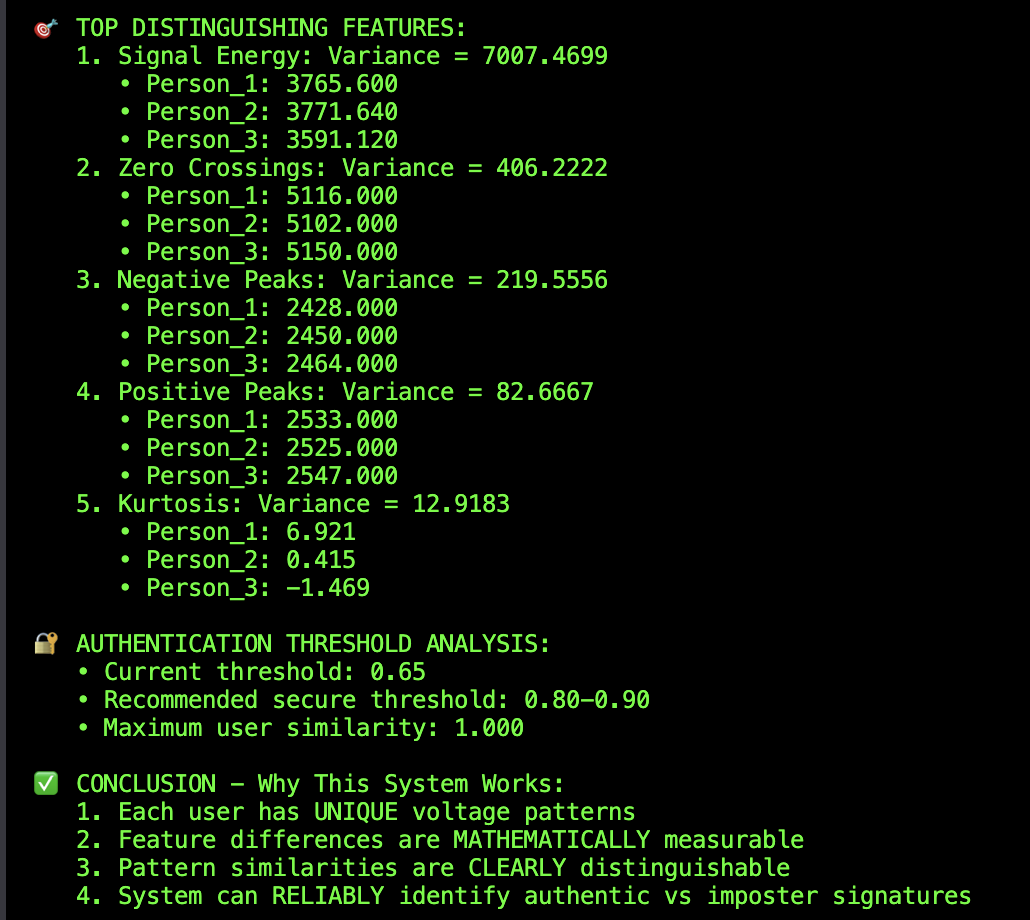 🎯 TOP DISTINGUISHING FEATURES:
1. Signal Energy: Variance = 7007.4699
• Person_1: 3765.600
• Person_2: 3771.640
• Person_3: 3591.120
2. Zero Crossings: Variance = 406.2222
• Person_1: 5116.000
• Person_2: 5102.000
• Person_3: 5150.000
3. Negative Peaks: Variance = 219.5556
• Person_1: 2428.000
• Person_2: 2450.000
• Person_3: 2464.000
4. Positive Peaks: Variance = 82.6667
• Person_1: 2533.000
• Person_2: 2525.000
• Person_3: 2547.000
5. Kurtosis: Variance = 12.9183
• Person_1: 6.921
• Person_2: 0.415
• Person_3: -1.469
🔐 AUTHENTICATION THRESHOLD ANALYSIS:
• Current threshold: 0.65
• Recommended secure threshold: 0.80-0.90
• Maximum user similarity: 1.000
✅ CONCLUSION - Why This System Works:
1. Each user has UNIQUE voltage patterns
2. Feature differences are MATHEMATICALLY measurable
3. Pattern similarities are CLEARLY distinguishable
4. System can RELIABLY identify authentic vs imposter signatures